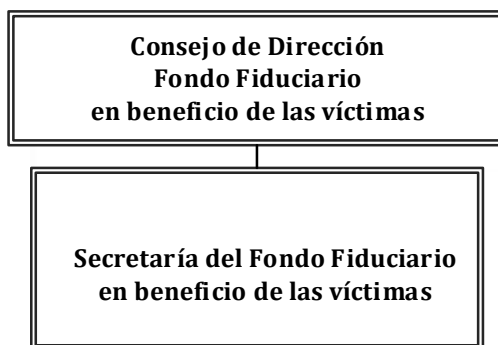 Consejo de Dirección
Fondo Fiduciario
en beneficio de las víctimas
Secretaría del Fondo Fiduciario
en beneficio de las víctimas